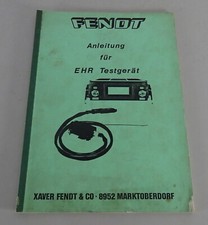 FENDT
Anleitung
für
EHR Testgerät
XAVER FENDT & CO · 8952 MARKTOBERDORF